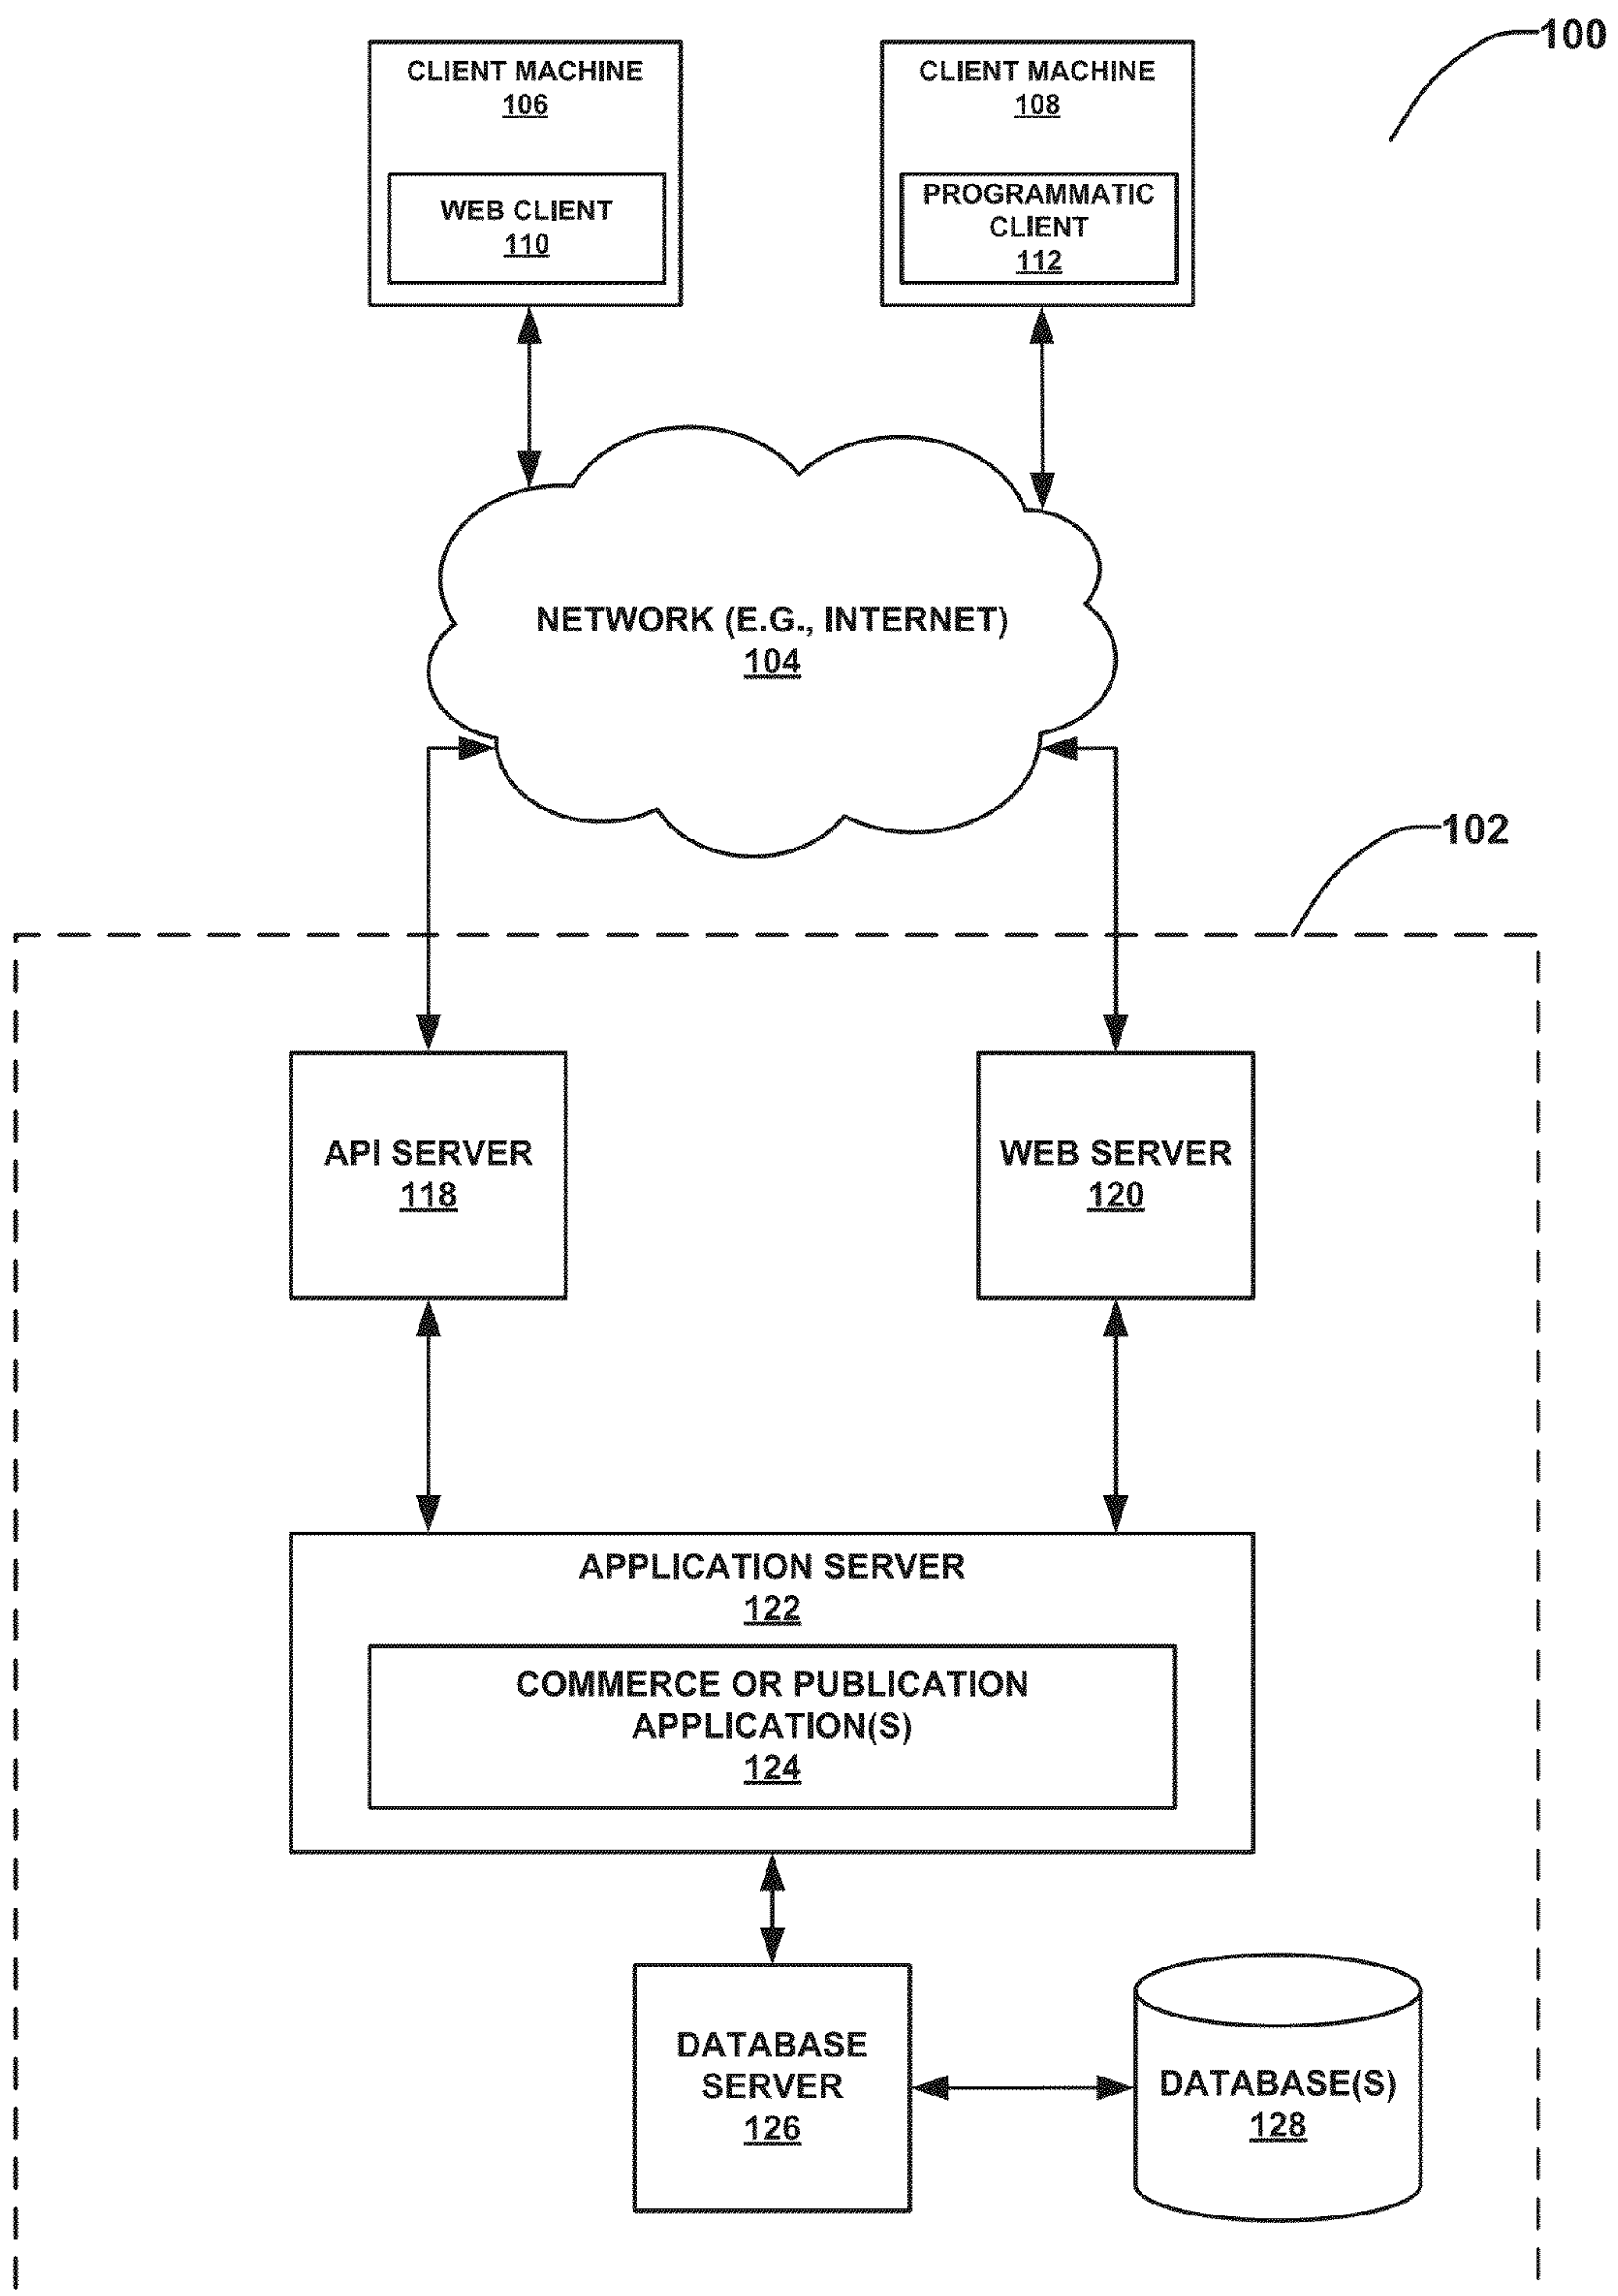 100
CLIENT MACHINE
106
WEB CLIENT
110
CLIENT MACHINE
108
PROGRAMMATIC
CLIENT
112
NETWORK (E.G., INTERNET)
104
102
API SERVER
118
WEB SERVER
120
APPLICATION SERVER
122
COMMERCE OR PUBLICATION
APPLICATION(S)
124
DATABASE
SERVER
126
DATABASE(S)
128